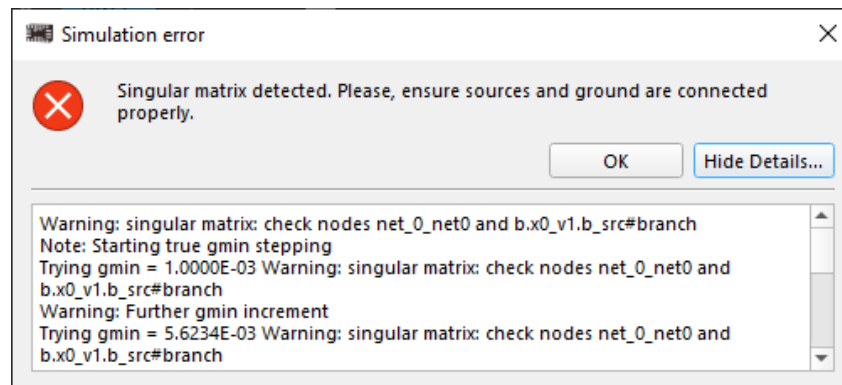 Simulation error
Singular matrix detected. Please, ensure sources and ground are connected
properly.
OK
Hide Details...
Warning: singular matrix: check nodes net_0_net0 and b.x0_v1.b_src#branch
Note: Starting true gmin stepping
Trying gmin = 1.0000E-03 Warning: singular matrix: check nodes net_0_net0 and
b.x0_v1.b_src#branch
Warning: Further gmin increment
Trying gmin = 5.6234E-03 Warning: singular matrix: check nodes net_0_net0 and
b.x0_v1.b_src#branch